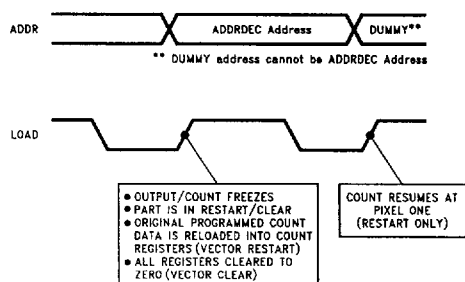 ADDR
ADDRDEC Address
DUMMY**
** DUMMY address cannot be ADDRDEC Address
LOAD
● OUTPUT/COUNT FREEZES
● PART IS IN RESTART/CLEAR
● ORIGINAL PROGRAMMED COUNT
DATA IS RELOADED INTO COUNT
REGISTERS (VECTOR RESTART)
● ALL REGISTERS CLEARED TO
ZERO (VECTOR CLEAR)
COUNT RESUMES AT
PIXEL ONE
(RESTART ONLY)